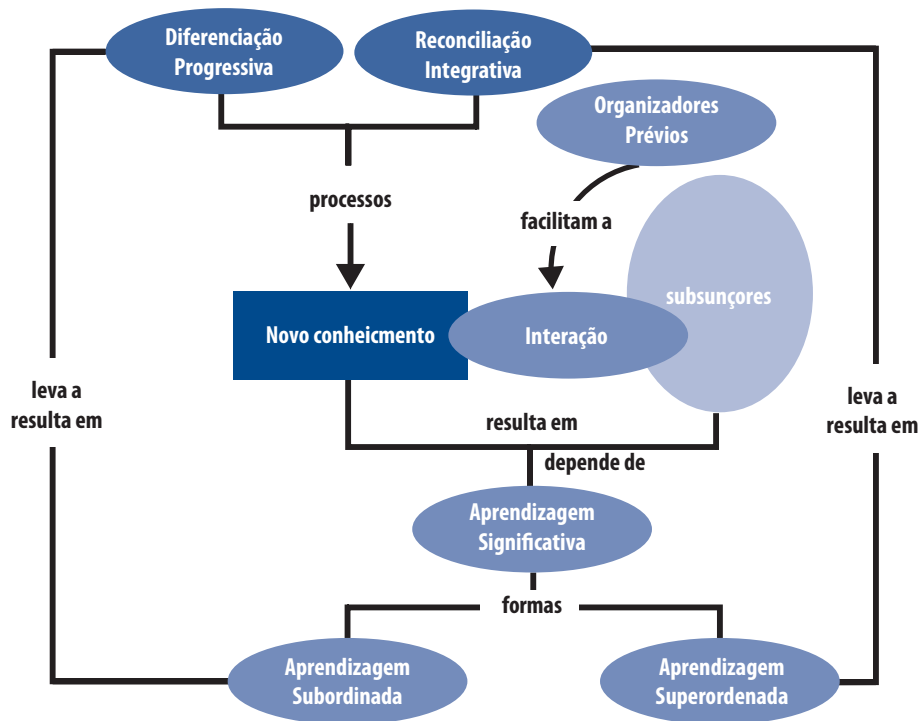 Diferenciação
Progressiva
Reconciliação
Integrativa
Organizadores
Prévios
processos
facilitam a
subsunçores
Novo conheicmento
Interação
leva a
resulta em
leva a
resulta em
resulta em
depende de
Aprendizagem
Significativa
formas
Aprendizagem
Subordinada
Aprendizagem
Superordenada